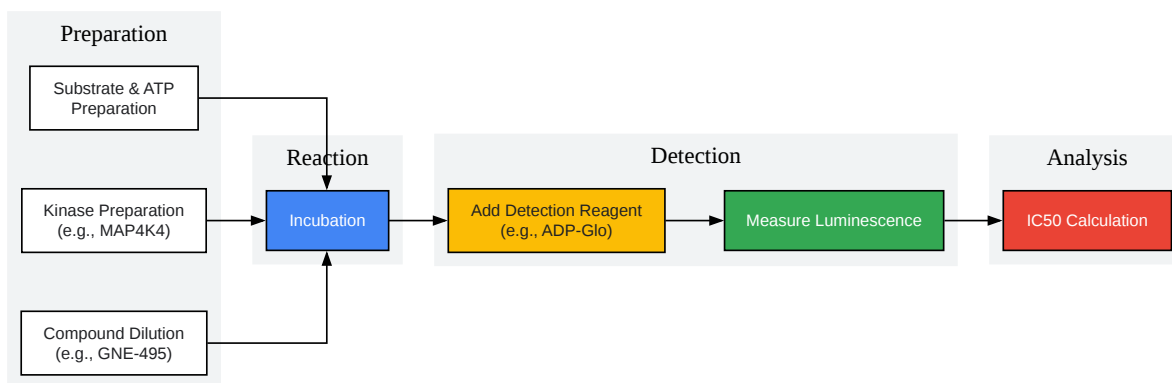 Preparation
Substrate & ATP
Preparation
Kinase Preparation
(e.g., MAP4K4)
Compound Dilution
(e.g., GNE-495)
Reaction
Incubation
Detection
Add Detection Reagent
(e.g., ADP-Glo)
Measure Luminescence
Analysis
IC50 Calculation